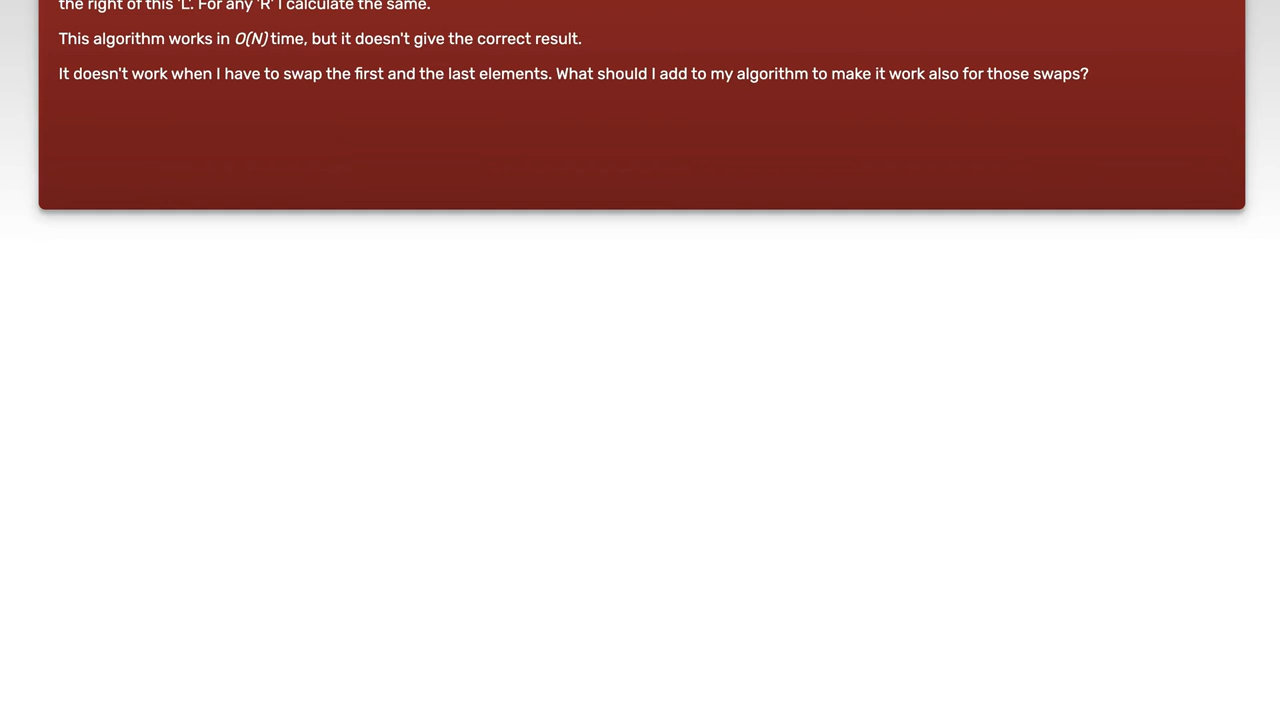 the right of this 'L'. For any 'R' I calculate the same.
This algorithm works in O(N) time, but it doesn't give the correct result.
It doesn't work when I have to swap the first and the last elements. What should I add to my algorithm to make it work also for those swaps?